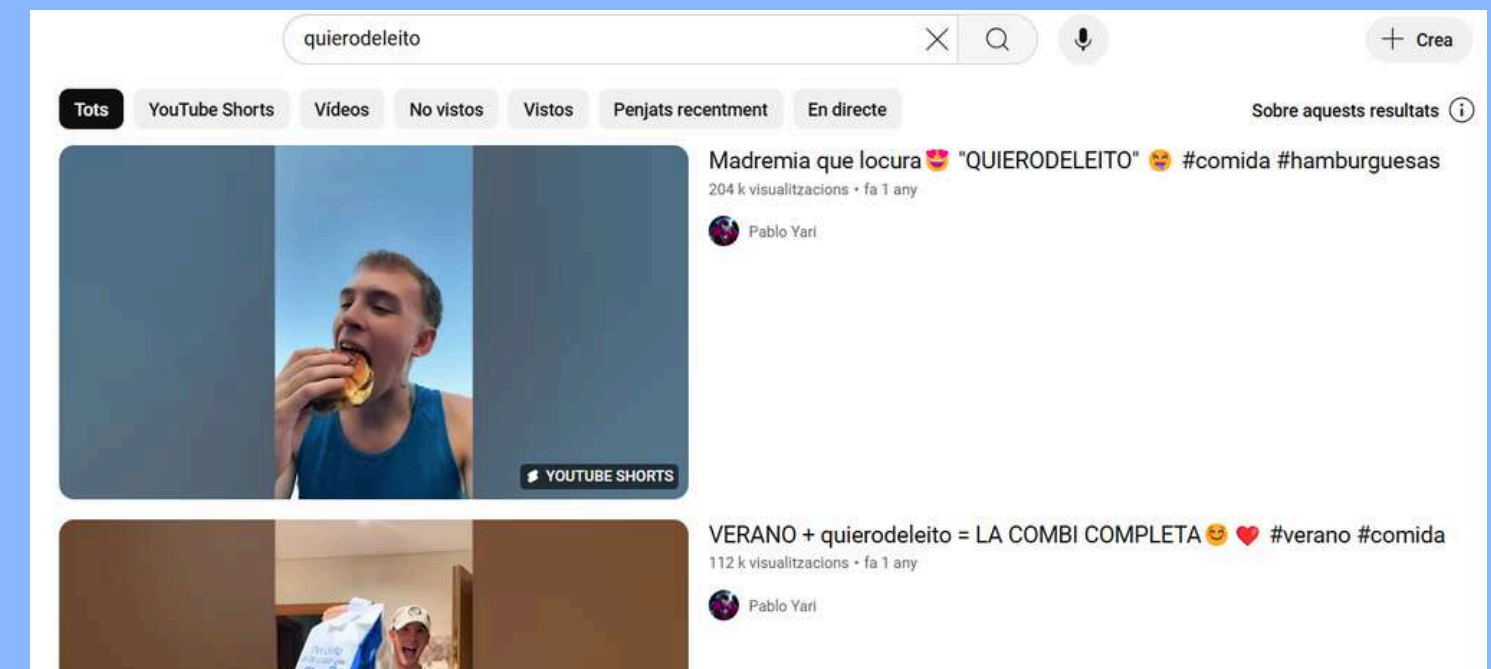 quierodeleito
Crea
Tots
YouTube Shorts
Vídeos
No vistos
Vistos
Penjats recentment
En directe
Sobre aquests resultats
Madremia que locura😍 "QUIERODELEITO" 😝 #comida #hamburguesas
204 k visualitzacions • fa 1 any
Pablo Yari
YOUTUBE SHORTS
VERANO + quierodeleito = LA COMBI COMPLETA😊 ❤️ #verano #comida
112 k visualitzacions • fa 1 any
Pablo Yari